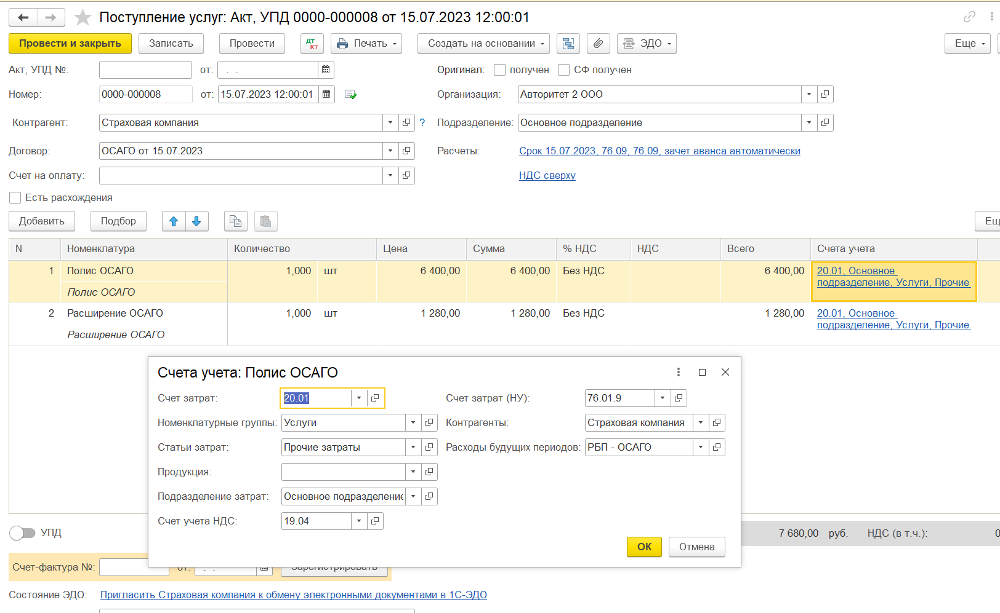 Поступление услуг: Акт, УПД 0000-000008 от 15.07.2023 12:00:01
Провести и закрыть Записать Провести Дт Кт Печать Создать на основании ЭДО Еще
Акт, УПД №: от: . . Оригинал: получен СФ получен
Номер: 0000-000008 от: 15.07.2023 12:00:01 Организация: Авторитет 2 ООО
Контрагент: Страховая компания ? Подразделение: Основное подразделение
Договор: ОСАГО от 15.07.2023 Расчеты: Срок 15.07.2023, 76.09, 76.09, зачет аванса автоматически
Счет на оплату: НДС сверху
Есть расхождения
Добавить Подбор Ещ
N Номенклатура Количество Цена Сумма % НДС НДС Всего Счета учета
1 Полис ОСАГО 1,000 шт 6 400,00 6 400,00 Без НДС 6 400,00 20.01, Основное
Полис ОСАГО подразделение, Услуги, Прочие
2 Расширение ОСАГО 1,000 шт 1 280,00 1 280,00 Без НДС 1 280,00 20.01, Основное
Расширение ОСАГО подразделение, Услуги, Прочие
Счета учета: Полис ОСАГО
Счет затрат: 20.01 Счет затрат (НУ): 76.01.9
Номенклатурные группы: Услуги Контрагенты: Страховая компания
Статьи затрат: Прочие затраты Расходы будущих периодов: РБП - ОСАГО
Продукция:
Подразделение затрат: Основное подразделение
Счет учета НДС: 19.04
ОК Отмена
УПД 7 680,00 руб. НДС (в т.ч.): 0
Счет-фактура №: от: . . Зарегистрировать
Состояние ЭДО: Пригласить Страховая компания к обмену электронными документами в 1С-ЭДО